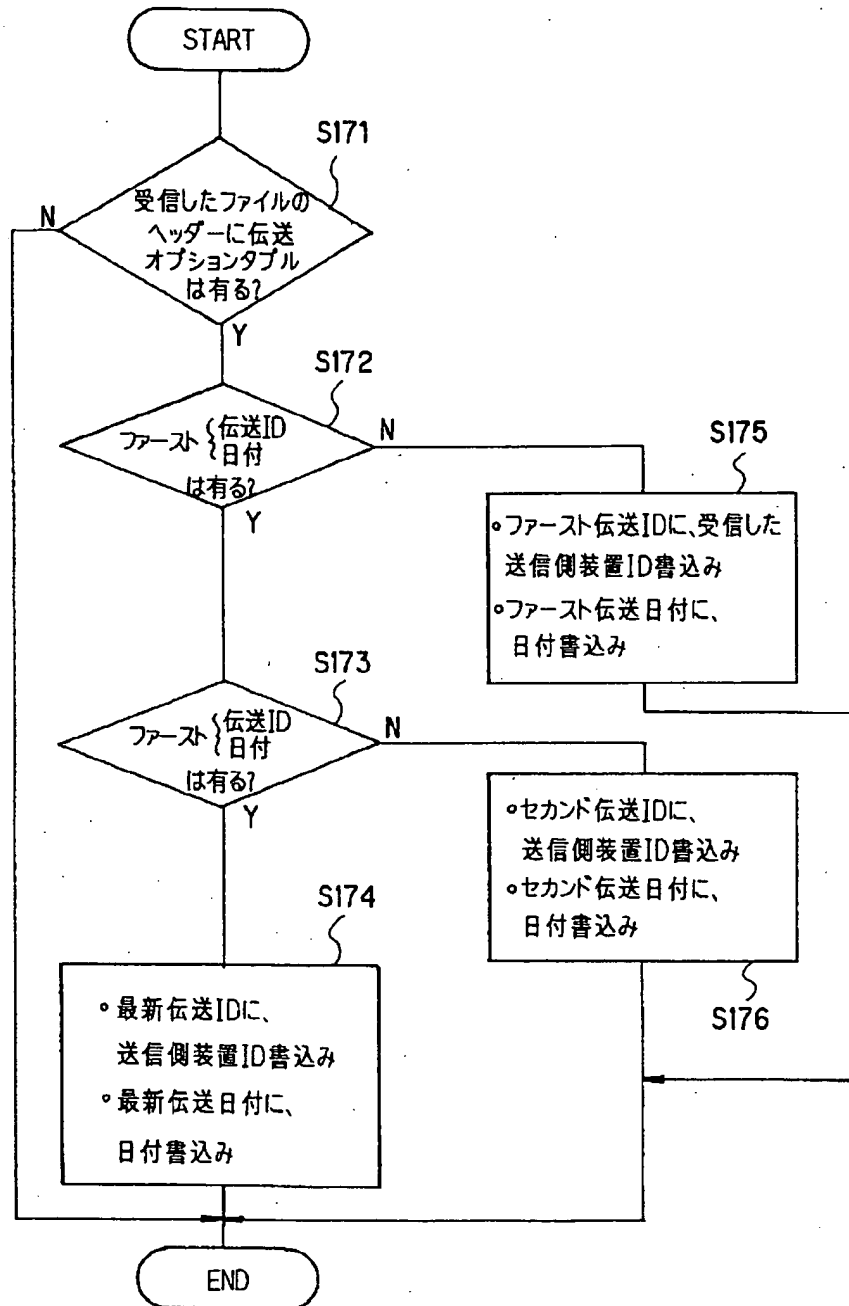 START
S171
受信したファイルの
ヘッダーに伝送
オプションタプル
は有る?
N
Y
S172
ファースト{伝送ID
日付
は有る?
N
Y
S175
ファースト伝送IDに、受信した
送信側装置ID書込み
ファースト伝送日付に、
日付書込み
S173
ファースト{伝送ID
日付
は有る?
N
Y
セカンド伝送IDに、
送信側装置ID書込み
セカンド伝送日付に、
日付書込み
S176
S174
最新伝送IDに、
送信側装置ID書込み
最新伝送日付に、
日付書込み
END